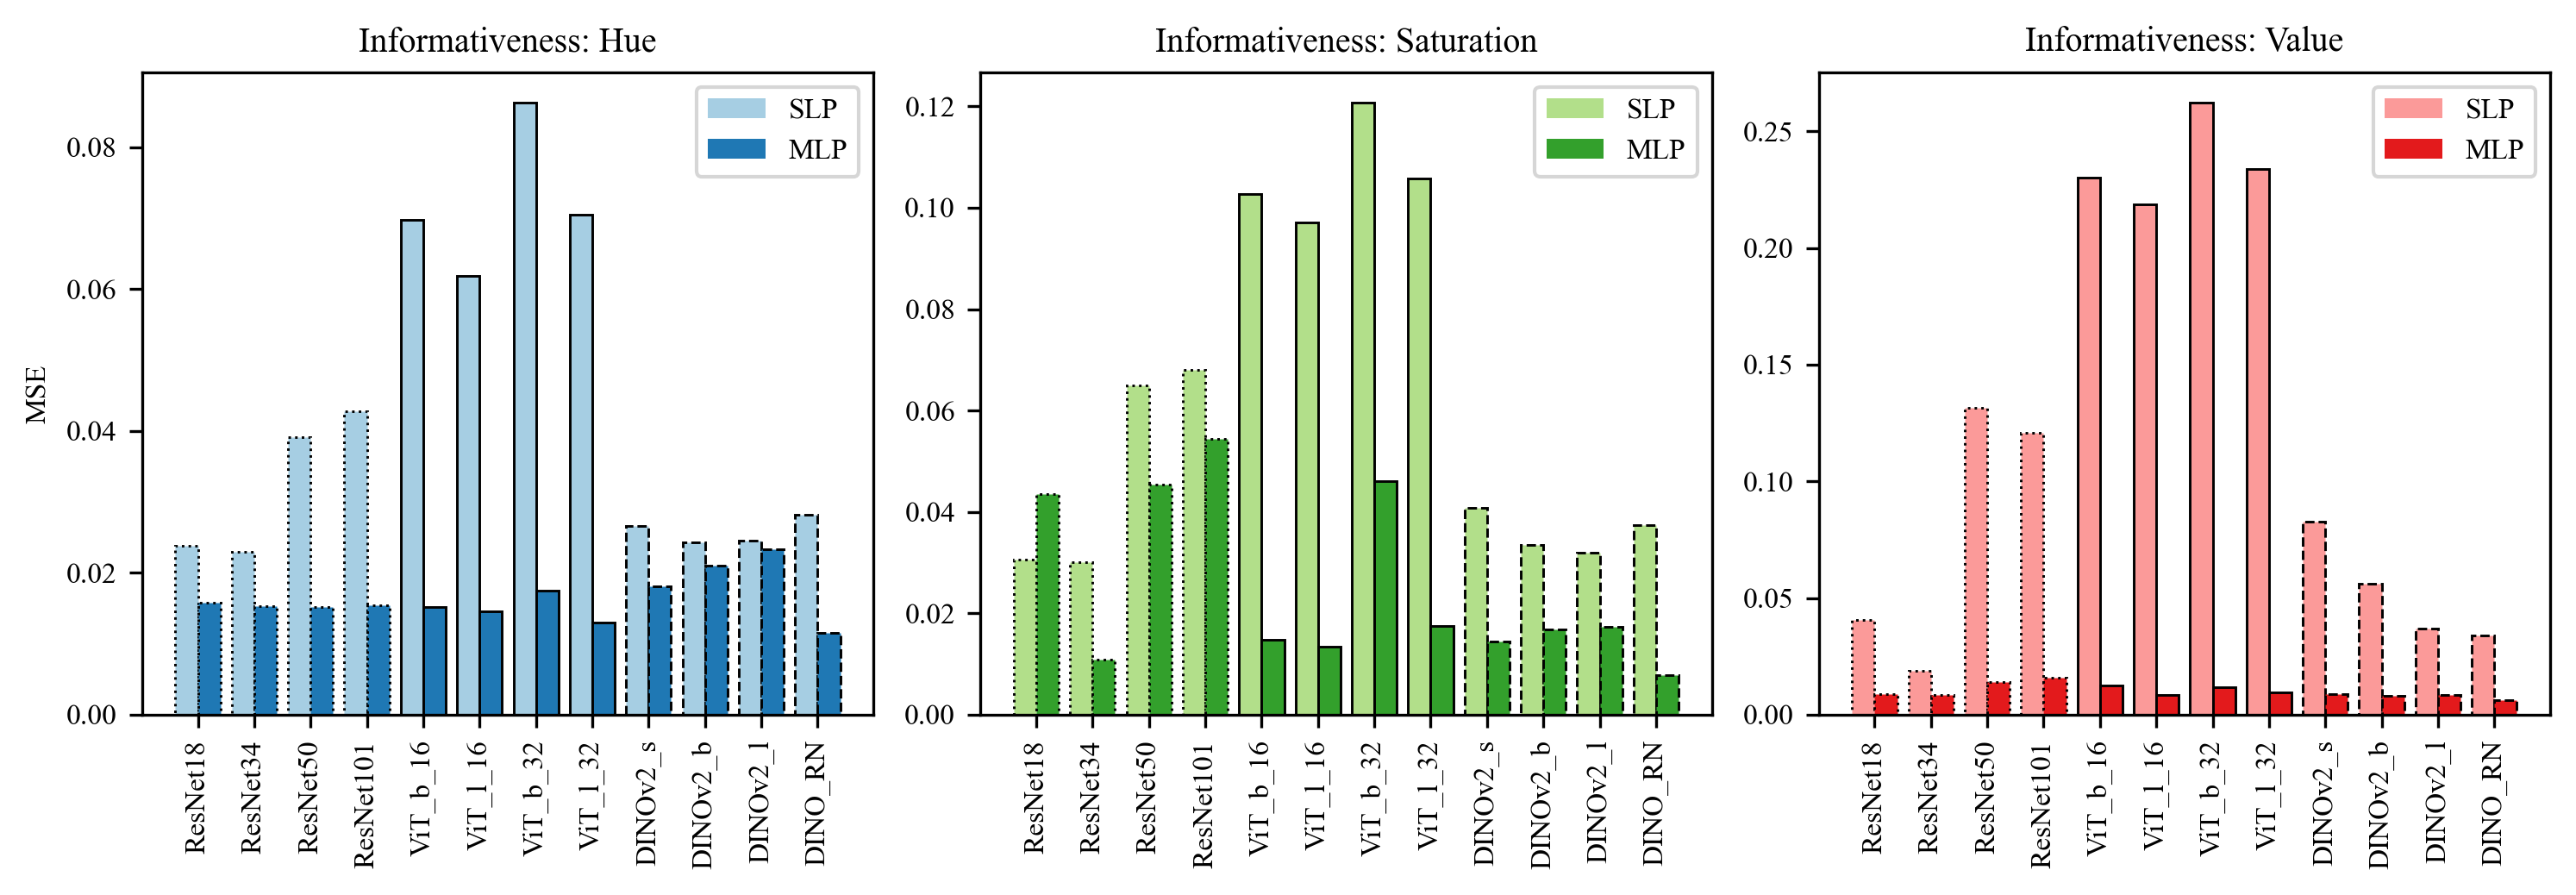 Informativeness: Hue
SLP
MLP
MSE
0.08
0.06
0.04
0.02
0.00
ResNet18
ResNet34
ResNet50
ResNet101
ViT_b_16
ViT_l_16
ViT_b_32
ViT_l_32
DINOv2_s
DINOv2_b
DINOv2_l
DINO_RN
Informativeness: Saturation
SLP
MLP
0.12
0.10
0.08
0.06
0.04
0.02
0.00
ResNet18
ResNet34
ResNet50
ResNet101
ViT_b_16
ViT_l_16
ViT_b_32
ViT_l_32
DINOv2_s
DINOv2_b
DINOv2_l
DINO_RN
Informativeness: Value
SLP
MLP
0.25
0.20
0.15
0.10
0.05
0.00
ResNet18
ResNet34
ResNet50
ResNet101
ViT_b_16
ViT_l_16
ViT_b_32
ViT_l_32
DINOv2_s
DINOv2_b
DINOv2_l
DINO_RN